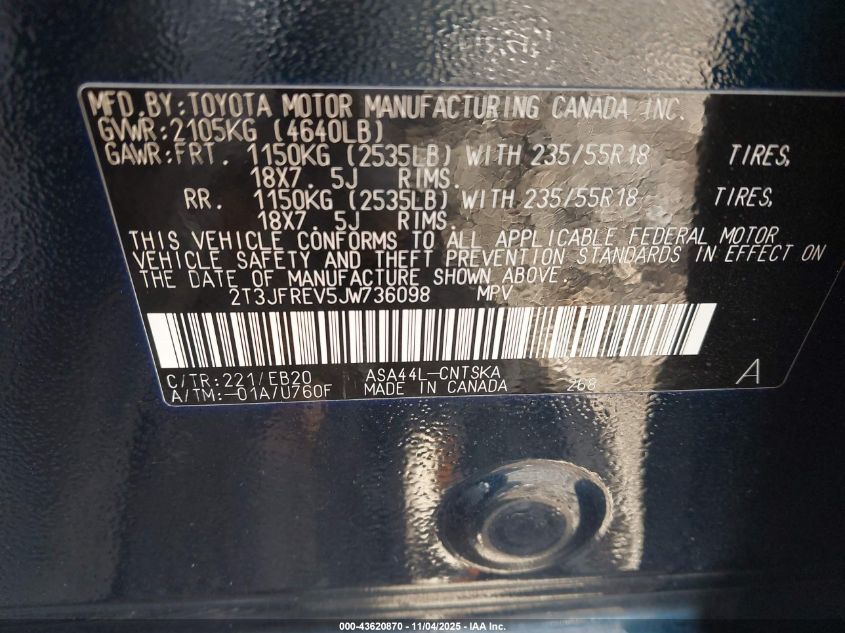 MFD. BY: TOYOTA MOTOR MANUFACTURING CANADA INC.
GVWR: 2105KG (4640LB)
GAWR: FRT. 1150KG (2535LB) WITH 235/55R18 TIRES,
18X7. 5J RIMS.
RR. 1150KG (2535LB) WITH 235/55R18 TIRES,
18X7. 5J RIMS.
THIS VEHICLE CONFORMS TO ALL APPLICABLE FEDERAL MOTOR
VEHICLE SAFETY AND THEFT PREVENTION STANDARDS IN EFFECT ON
THE DATE OF MANUFACTURE SHOWN ABOVE.
2T3JFREV5JW736098 MPV
C/TR: 221/EB20 ASA44L-CNTSKA
A/TM: -01A/U760F MADE IN CANADA 268 A
000-43620870 - 11/04/2025 - IAA Inc.